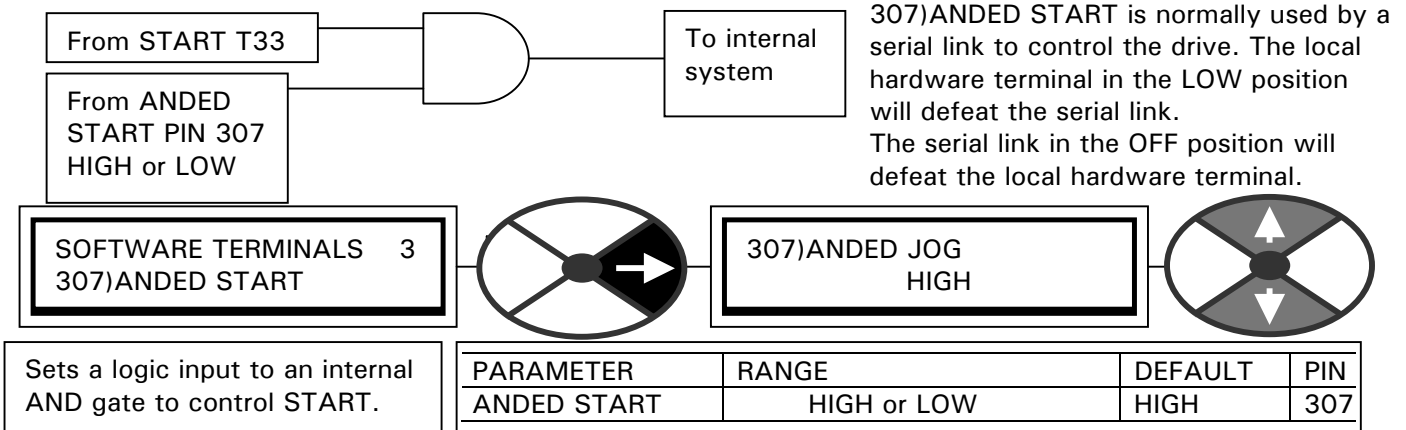 From START T33
From ANDED
START PIN 307
HIGH or LOW
To internal
system
307)ANDED START is normally used by a
serial link to control the drive. The local
hardware terminal in the LOW position
will defeat the serial link.
The serial link in the OFF position will
defeat the local hardware terminal.
SOFTWARE TERMINALS 3
307)ANDED START
307)ANDED JOG
HIGH
Sets a logic input to an internal
AND gate to control START.
PARAMETER RANGE DEFAULT PIN
ANDED START HIGH or LOW HIGH 307